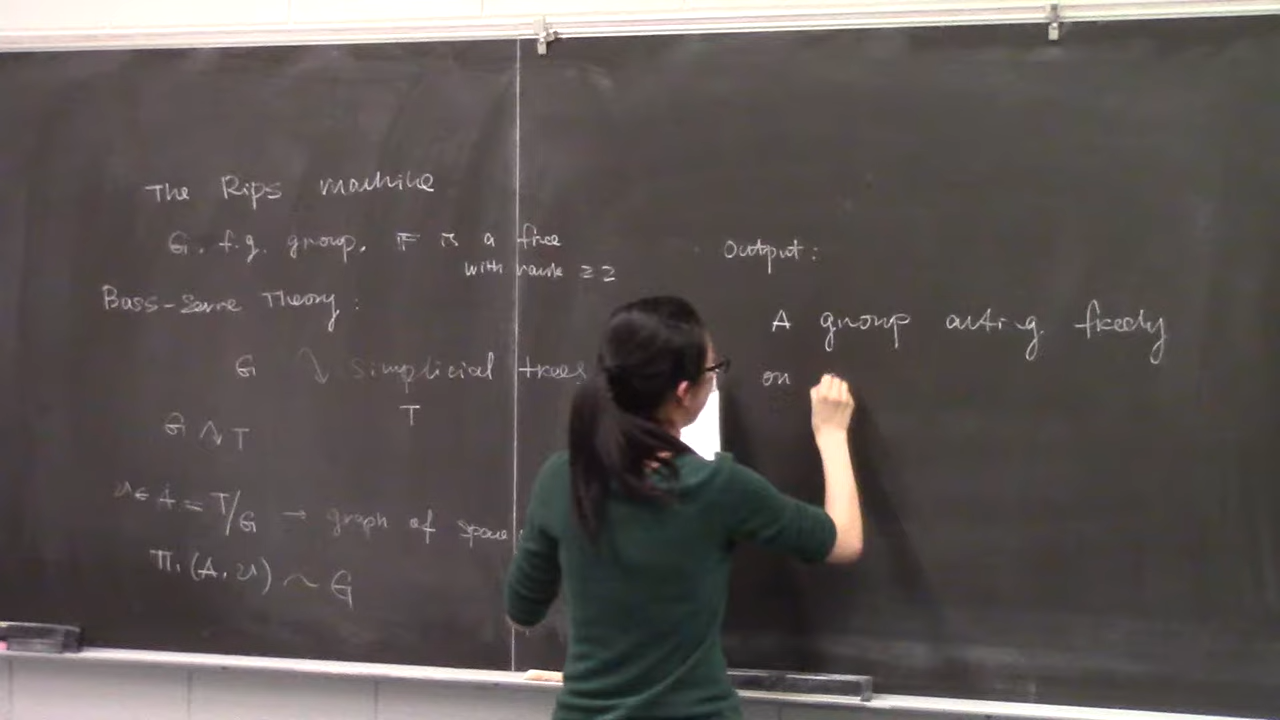 The Rips machine
G. f.g. group. 𝔽 is a free
with rank ≥ 2
Bass-Serre Theory:
G ↷ simplicial trees
T
G ↷ T
v ∈ A = T/G → graph of space
π₁(A, v) ~ G
Output:
A group acting freely
on